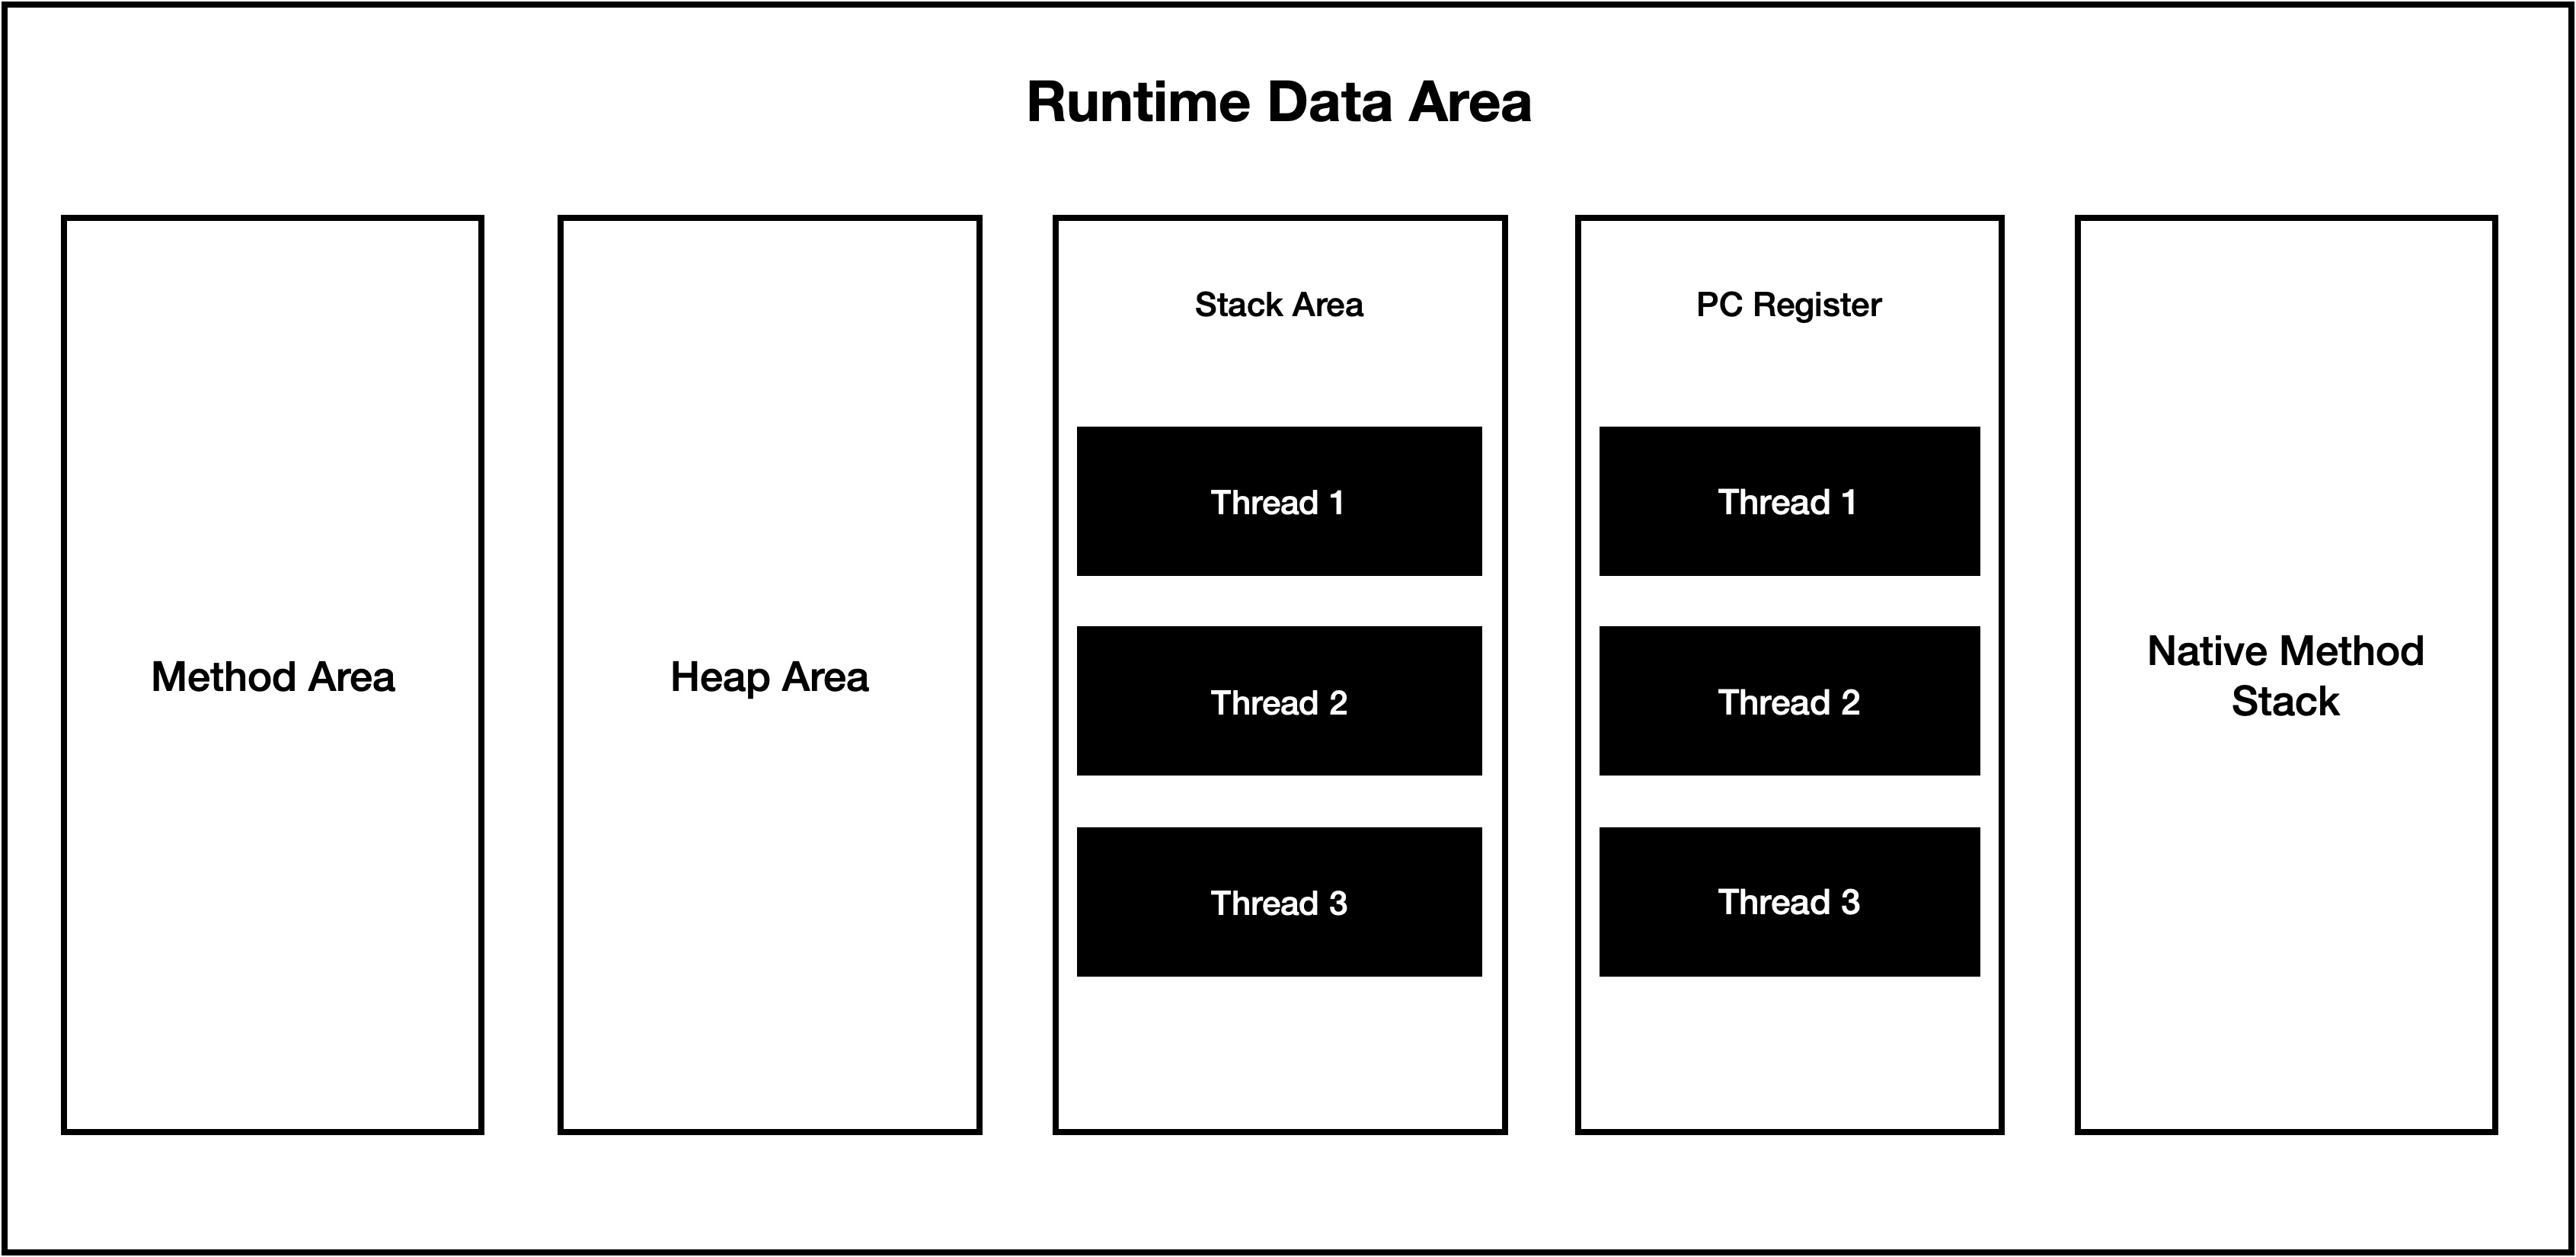 Runtime Data Area
Method Area
Heap Area
Stack Area
Thread 1
Thread 2
Thread 3
PC Register
Thread 1
Thread 2
Thread 3
Native Method
Stack